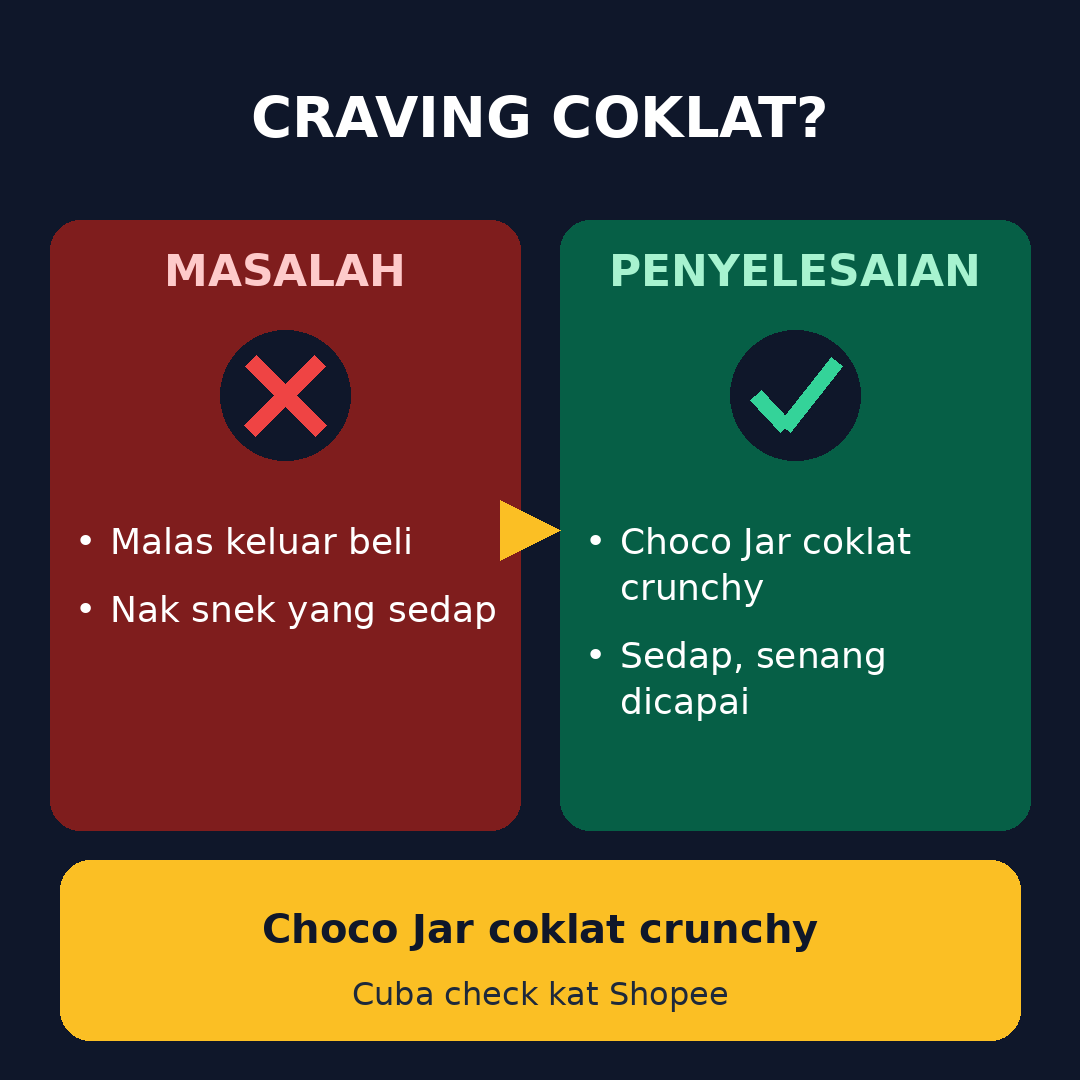 CRAVING COKLAT?
MASALAH
• Malas keluar beli
• Nak snek yang sedap
PENYELESAIAN
• Choco Jar coklat
crunchy
• Sedap, senang
dicapai
Choco Jar coklat crunchy
Cuba check kat Shopee